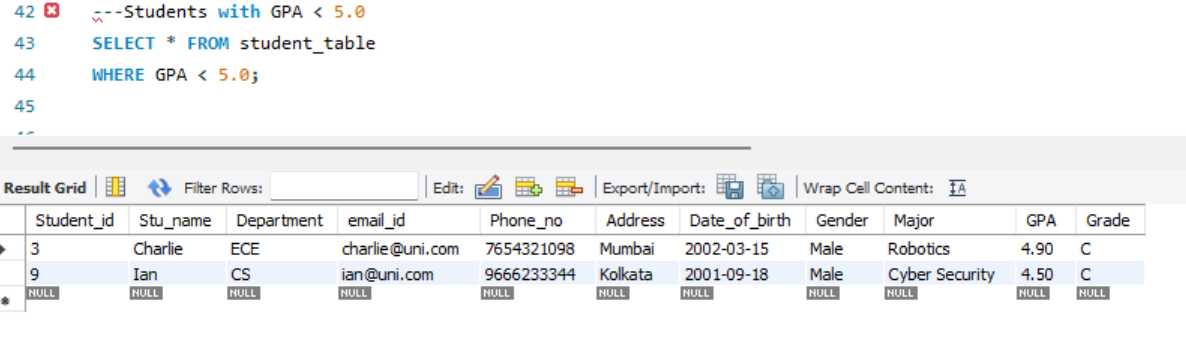 42 ---Students with GPA < 5.0
43 SELECT * FROM student_table
44 WHERE GPA < 5.0;
45
Result Grid Filter Rows: Edit: Export/Import: Wrap Cell Content: IA
Student_id Stu_name Department email_id Phone_no Address Date_of_birth Gender Major GPA Grade
3 Charlie ECE charlie@uni.com 7654321098 Mumbai 2002-03-15 Male Robotics 4.90 C
9 Ian CS ian@uni.com 9666233344 Kolkata 2001-09-18 Male Cyber Security 4.50 C
NULL NULL NULL NULL NULL NULL NULL NULL NULL NULL NULL